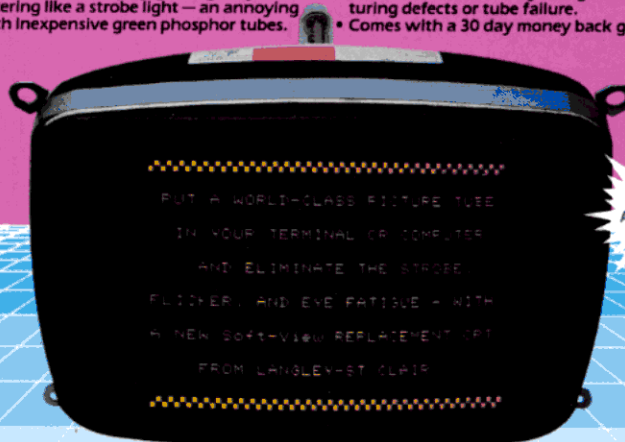 ering like a strobe light — an annoying
h inexpensive green phosphor tubes.
turing defects or tube failure.
• Comes with a 30 day money back g
PUT A WORLD-CLASS PICTURE TUBE
IN YOUR TERMINAL OR COMPUTER
AND ELIMINATE THE STROBE
FLICKER, AND EYE FATIGUE - WITH
A NEW Soft-View REPLACEMENT CRT
FROM LANGLEY-ST CLAIR